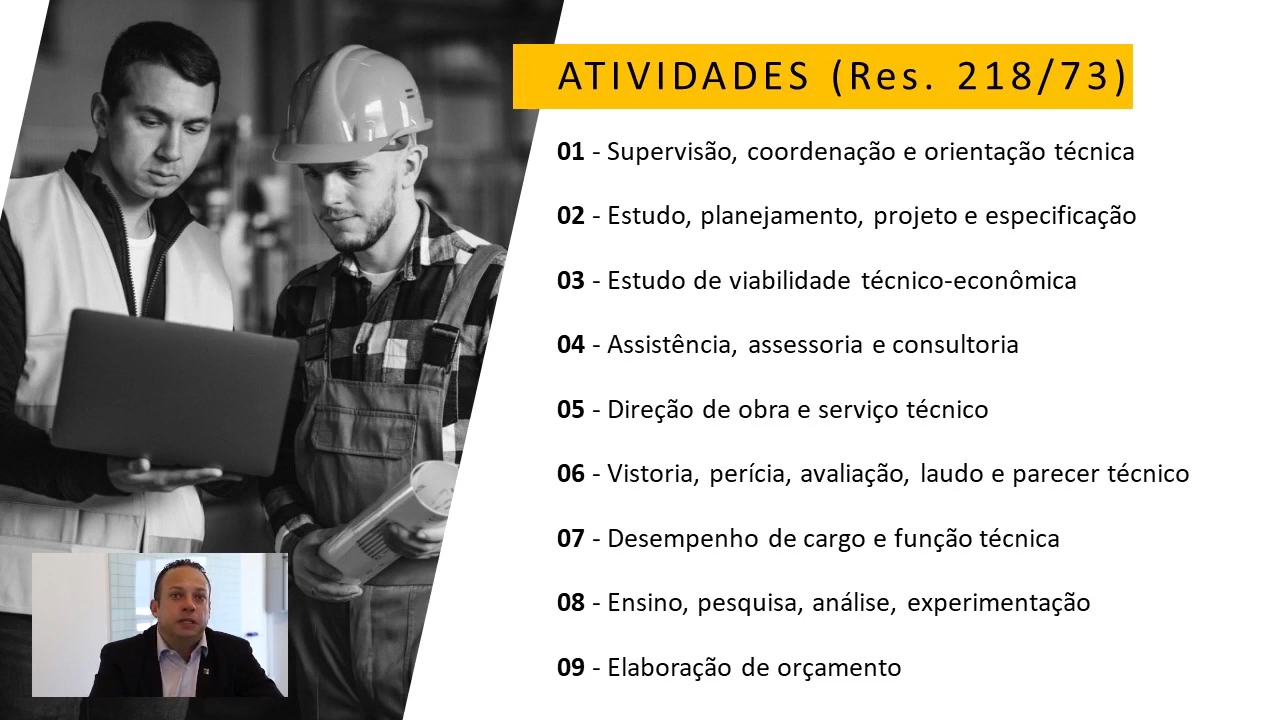 ATIVIDADES (Res. 218/73)
01 - Supervisão, coordenação e orientação técnica
02 - Estudo, planejamento, projeto e especificação
03 - Estudo de viabilidade técnico-econômica
04 - Assistência, assessoria e consultoria
05 - Direção de obra e serviço técnico
06 - Vistoria, perícia, avaliação, laudo e parecer técnico
07 - Desempenho de cargo e função técnica
08 - Ensino, pesquisa, análise, experimentação
09 - Elaboração de orçamento